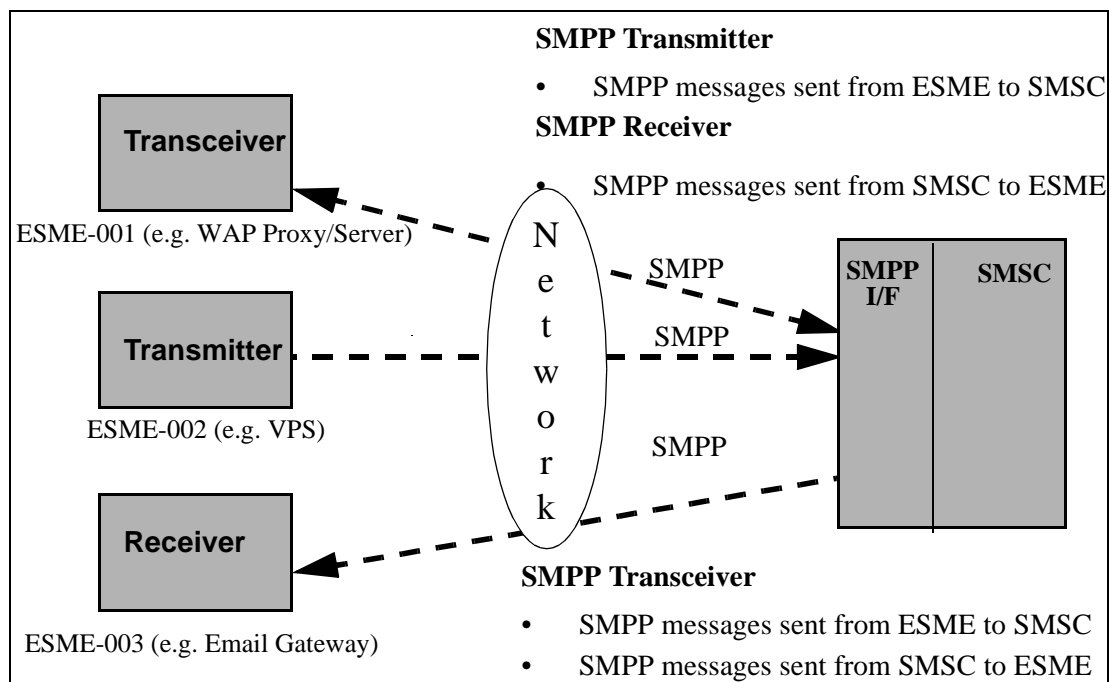 SMPP Transmitter
• SMPP messages sent from ESME to SMSC
SMPP Receiver
• SMPP messages sent from SMSC to ESME
Transceiver
ESME-001 (e.g. WAP Proxy/Server)
Transmitter
ESME-002 (e.g. VPS)
Receiver
ESME-003 (e.g. Email Gateway)
Network
SMPP
SMPP
SMPP
SMPP
I/F
SMSC
SMPP Transceiver
• SMPP messages sent from ESME to SMSC
• SMPP messages sent from SMSC to ESME